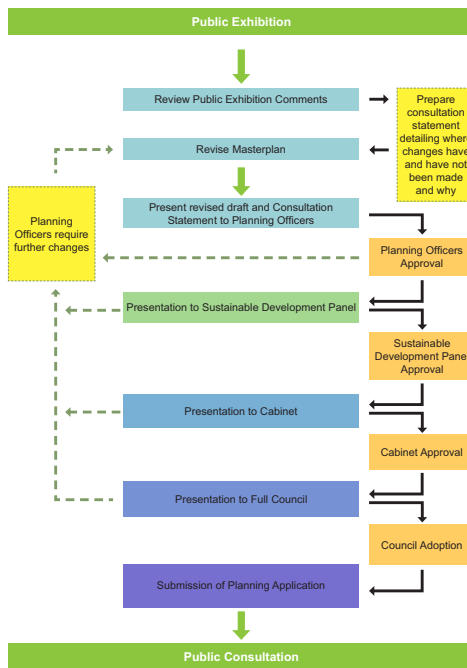 Public Exhibition
Review Public Exhibition Comments
Prepare
consultation
statement
detailing where
changes have
and have not
been made
and why
Revise Masterplan
Present revised draft and Consultation
Statement to Planning Officers
Planning
Officers require
further changes
Planning Officers
Approval
Presentation to Sustainable Development Panel
Sustainable
Development Panel
Approval
Presentation to Cabinet
Cabinet Approval
Presentation to Full Council
Council Adoption
Submission of Planning Application
Public Consultation